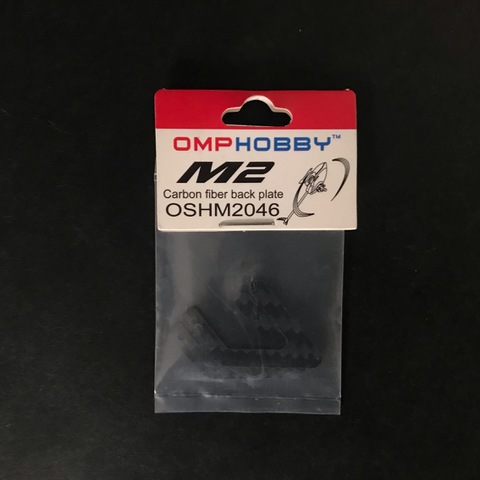 OMPHOBBY™
M2
Carbon fiber back plate
OSHM2046